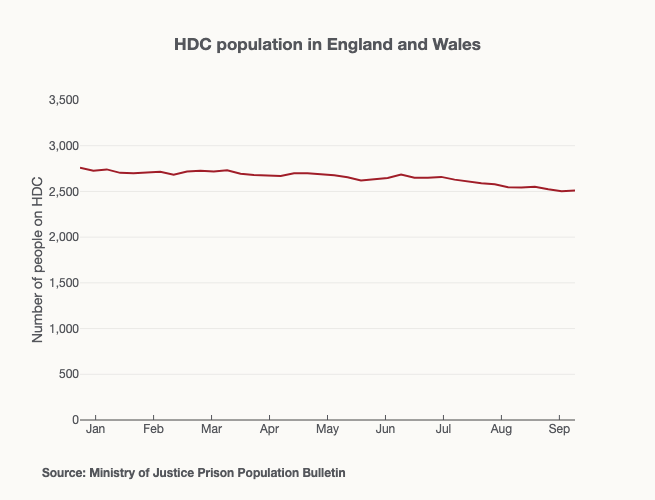 HDC population in England and Wales
3,500
3,000
2,500
2,000
1,500
1,000
500
0
Number of people on HDC
Jan Feb Mar Apr May Jun Jul Aug Sep
Source: Ministry of Justice Prison Population Bulletin